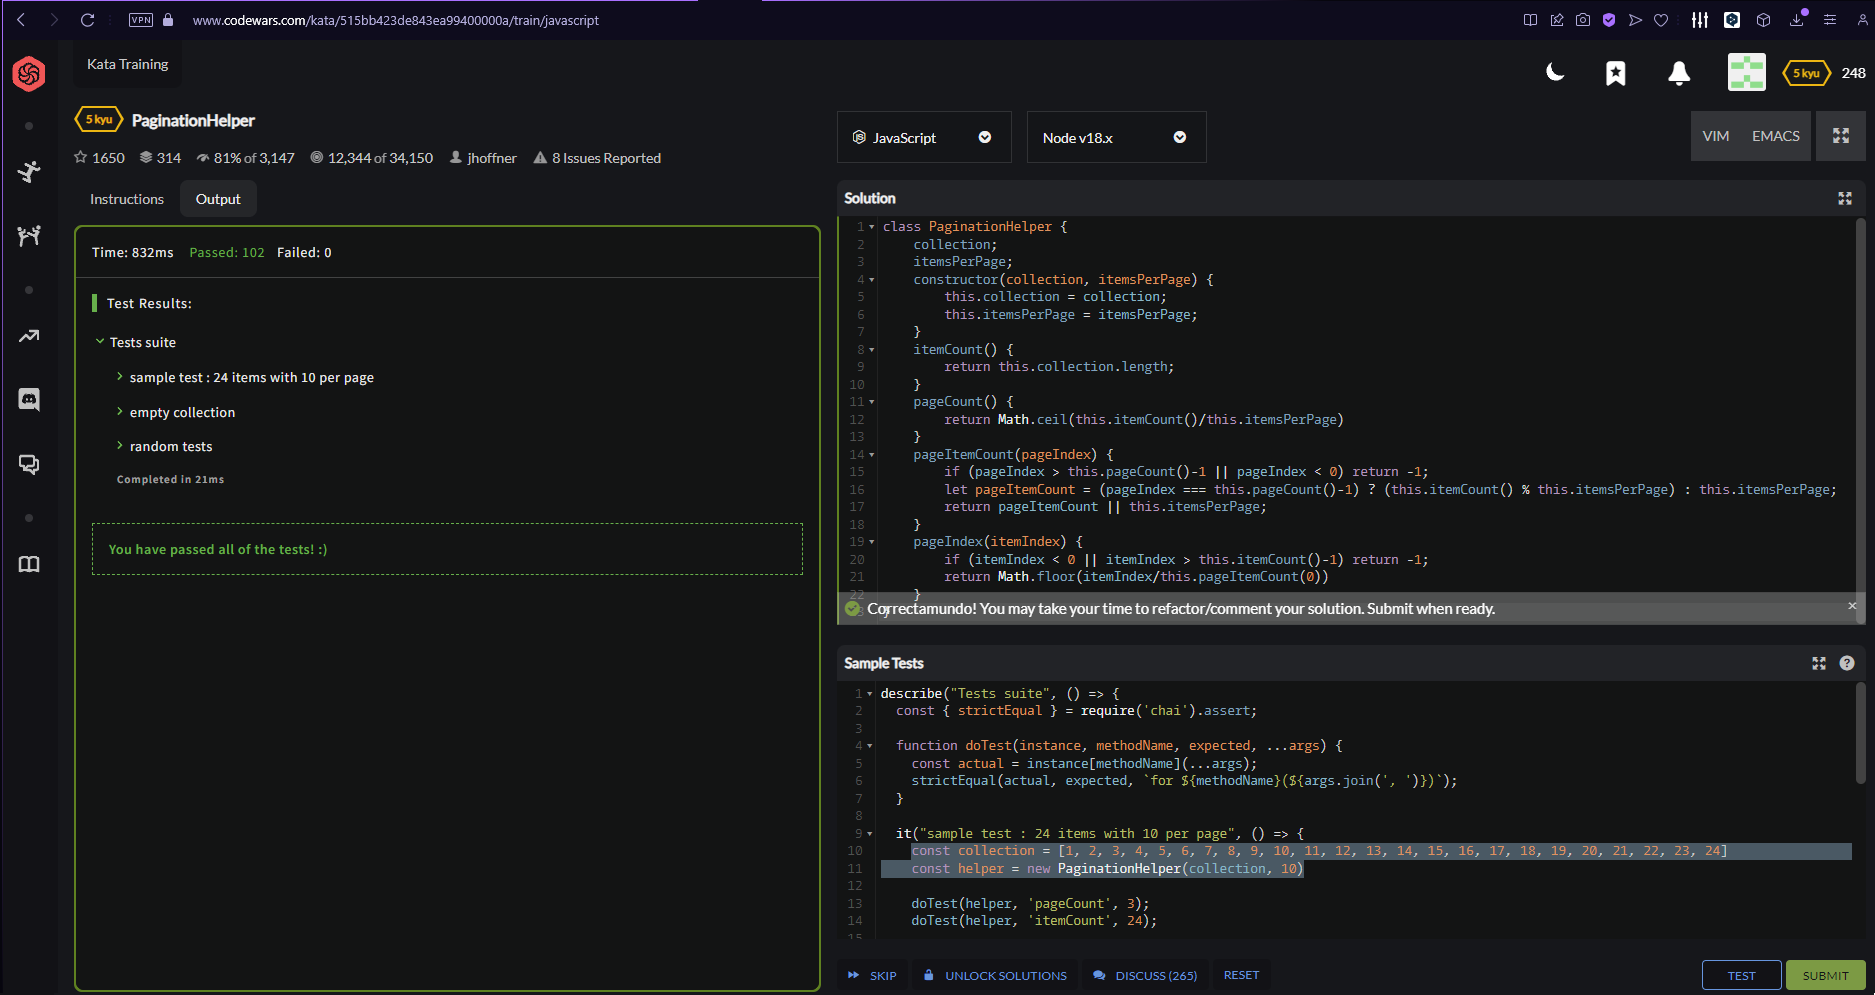 VPN www.codewars.com/kata/515bb423de843ea99400000a/train/javascript
Kata Training
5 kyu 248
5 kyu PaginationHelper
1650 314 81% of 3,147 12,344 of 34,150 jhoffner 8 Issues Reported
Instructions Output
Time: 832ms Passed: 102 Failed: 0
Test Results:
Tests suite
sample test : 24 items with 10 per page
empty collection
random tests
Completed in 21ms
You have passed all of the tests! :)
JavaScript Node v18.x VIM EMACS
Solution
1 class PaginationHelper {
2 collection;
3 itemsPerPage;
4 constructor(collection, itemsPerPage) {
5 this.collection = collection;
6 this.itemsPerPage = itemsPerPage;
7 }
8 itemCount() {
9 return this.collection.length;
10 }
11 pageCount() {
12 return Math.ceil(this.itemCount()/this.itemsPerPage)
13 }
14 pageItemCount(pageIndex) {
15 if (pageIndex > this.pageCount()-1 || pageIndex < 0) return -1;
16 let pageItemCount = (pageIndex === this.pageCount()-1) ? (this.itemCount() % this.itemsPerPage) : this.itemsPerPage;
17 return pageItemCount || this.itemsPerPage;
18 }
19 pageIndex(itemIndex) {
20 if (itemIndex < 0 || itemIndex > this.itemCount()-1) return -1;
21 return Math.floor(itemIndex/this.pageItemCount(0))
22 }
Correctamundo! You may take your time to refactor/comment your solution. Submit when ready.
Sample Tests
1 describe("Tests suite", () => {
2 const { strictEqual } = require('chai').assert;
3
4 function doTest(instance, methodName, expected, ...args) {
5 const actual = instance[methodName](...args);
6 strictEqual(actual, expected, `for ${methodName}(${args.join(', ')})`);
7 }
8
9 it("sample test : 24 items with 10 per page", () => {
10 const collection = [1, 2, 3, 4, 5, 6, 7, 8, 9, 10, 11, 12, 13, 14, 15, 16, 17, 18, 19, 20, 21, 22, 23, 24]
11 const helper = new PaginationHelper(collection, 10)
12
13 doTest(helper, 'pageCount', 3);
14 doTest(helper, 'itemCount', 24);
15
SKIP UNLOCK SOLUTIONS DISCUSS (265) RESET TEST SUBMIT